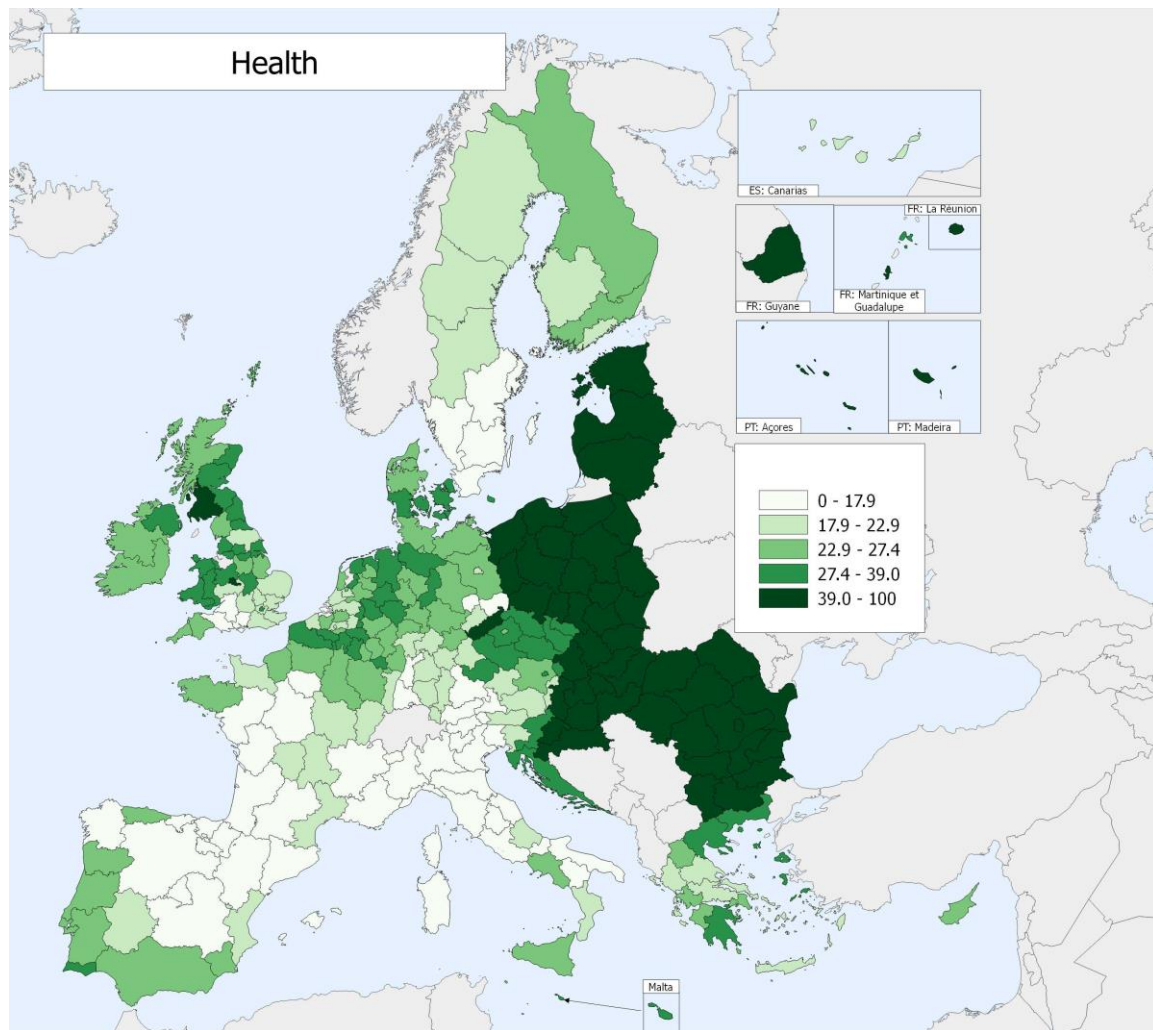 Health
ES: Canarias
FR: La Réunion
FR: Guyane
FR: Martinique et
Guadalupe
PT: Açores
PT: Madeira
0 - 17.9
17.9 - 22.9
22.9 - 27.4
27.4 - 39.0
39.0 - 100
Malta